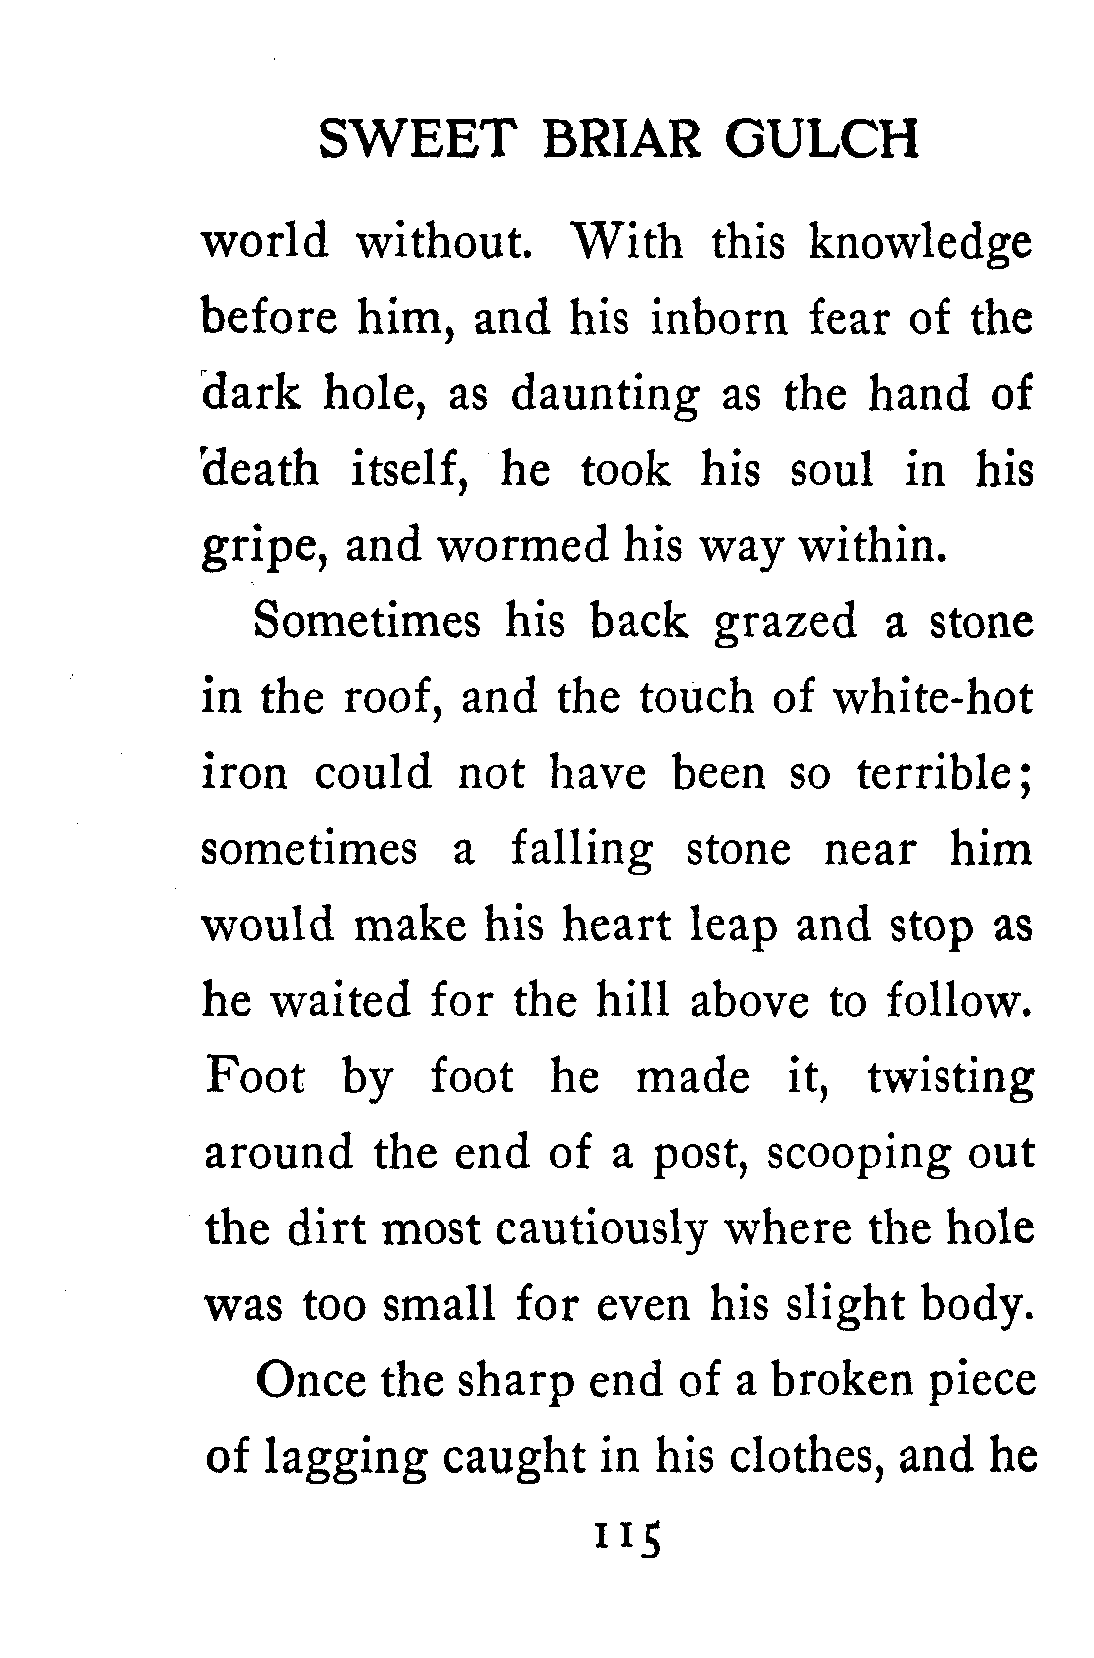 SWEET BRIAR GULCH
world without. With this knowledge
before him, and his inborn fear of the
dark hole, as daunting as the hand of
death itself, he took his soul in his
gripe, and wormed his way within.
Sometimes his back grazed a stone
in the roof, and the touch of white-hot
iron could not have been so terrible;
sometimes a falling stone near him
would make his heart leap and stop as
he waited for the hill above to follow.
Foot by foot he made it, twisting
around the end of a post, scooping out
the dirt most cautiously where the hole
was too small for even his slight body.
Once the sharp end of a broken piece
of lagging caught in his clothes, and he
115